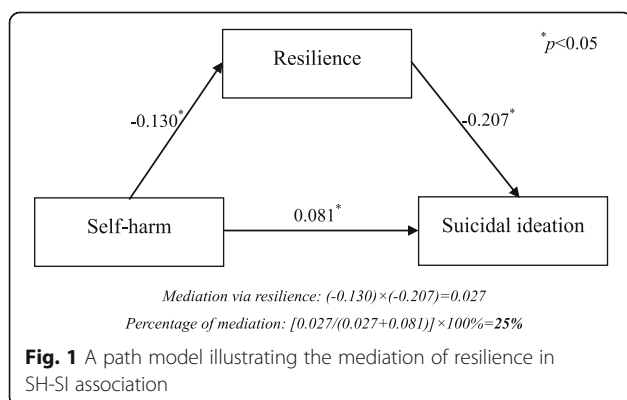 Resilience
*p<0.05
-0.130*
-0.207*
Self-harm
0.081*
Suicidal ideation
Mediation via resilience: (-0.130)×(-0.207)=0.027
Percentage of mediation: [0.027/(0.027+0.081)]×100%=25%
Fig. 1 A path model illustrating the mediation of resilience in
SH-SI association